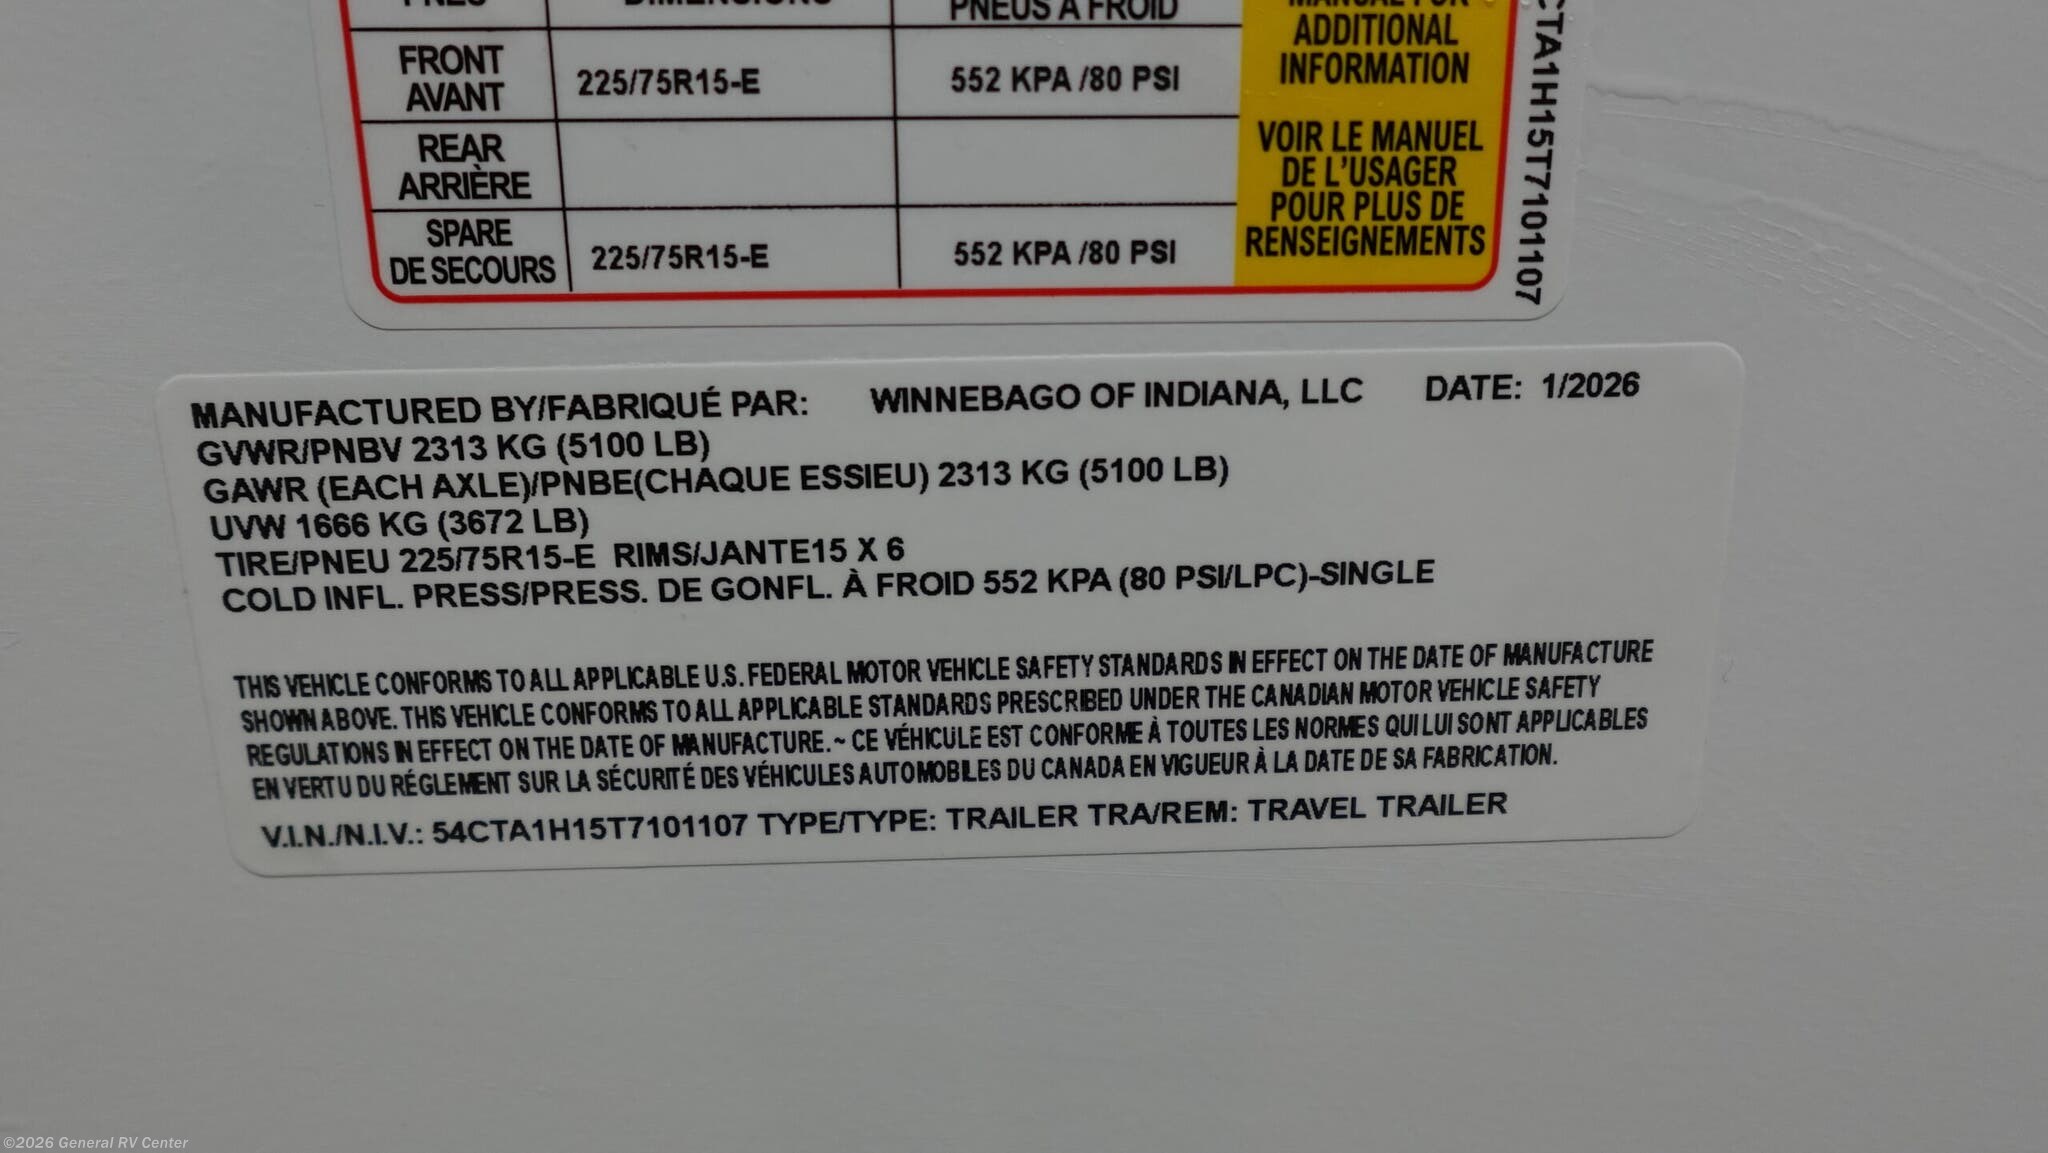 DIMENSIONS PNEUS À FROID
MANUAL FOR
ADDITIONAL
INFORMATION
FRONT
AVANT 225/75R15-E 552 KPA /80 PSI
REAR
ARRIÈRE
SPARE
DE SECOURS 225/75R15-E 552 KPA /80 PSI
VOIR LE MANUEL
DE L'USAGER
POUR PLUS DE
RENSEIGNEMENTS
CTA1H15T7101107
MANUFACTURED BY/FABRIQUÉ PAR: WINNEBAGO OF INDIANA, LLC DATE: 1/2026
GVWR/PNBV 2313 KG (5100 LB)
GAWR (EACH AXLE)/PNBE(CHAQUE ESSIEU) 2313 KG (5100 LB)
UVW 1666 KG (3672 LB)
TIRE/PNEU 225/75R15-E RIMS/JANTE15 X 6
COLD INFL. PRESS/PRESS. DE GONFL. À FROID 552 KPA (80 PSI/LPC)-SINGLE
THIS VEHICLE CONFORMS TO ALL APPLICABLE U.S. FEDERAL MOTOR VEHICLE SAFETY STANDARDS IN EFFECT ON THE DATE OF MANUFACTURE
SHOWN ABOVE. THIS VEHICLE CONFORMS TO ALL APPLICABLE STANDARDS PRESCRIBED UNDER THE CANADIAN MOTOR VEHICLE SAFETY
REGULATIONS IN EFFECT ON THE DATE OF MANUFACTURE. ~ CE VÉHICULE EST CONFORME À TOUTES LES NORMES QUI LUI SONT APPLICABLES
EN VERTU DU RÉGLEMENT SUR LA SÉCURITÉ DES VÉHICULES AUTOMOBILES DU CANADA EN VIGUEUR À LA DATE DE SA FABRICATION.
V.I.N./N.I.V.: 54CTA1H15T7101107 TYPE/TYPE: TRAILER TRA/REM: TRAVEL TRAILER
©2026 General RV Center